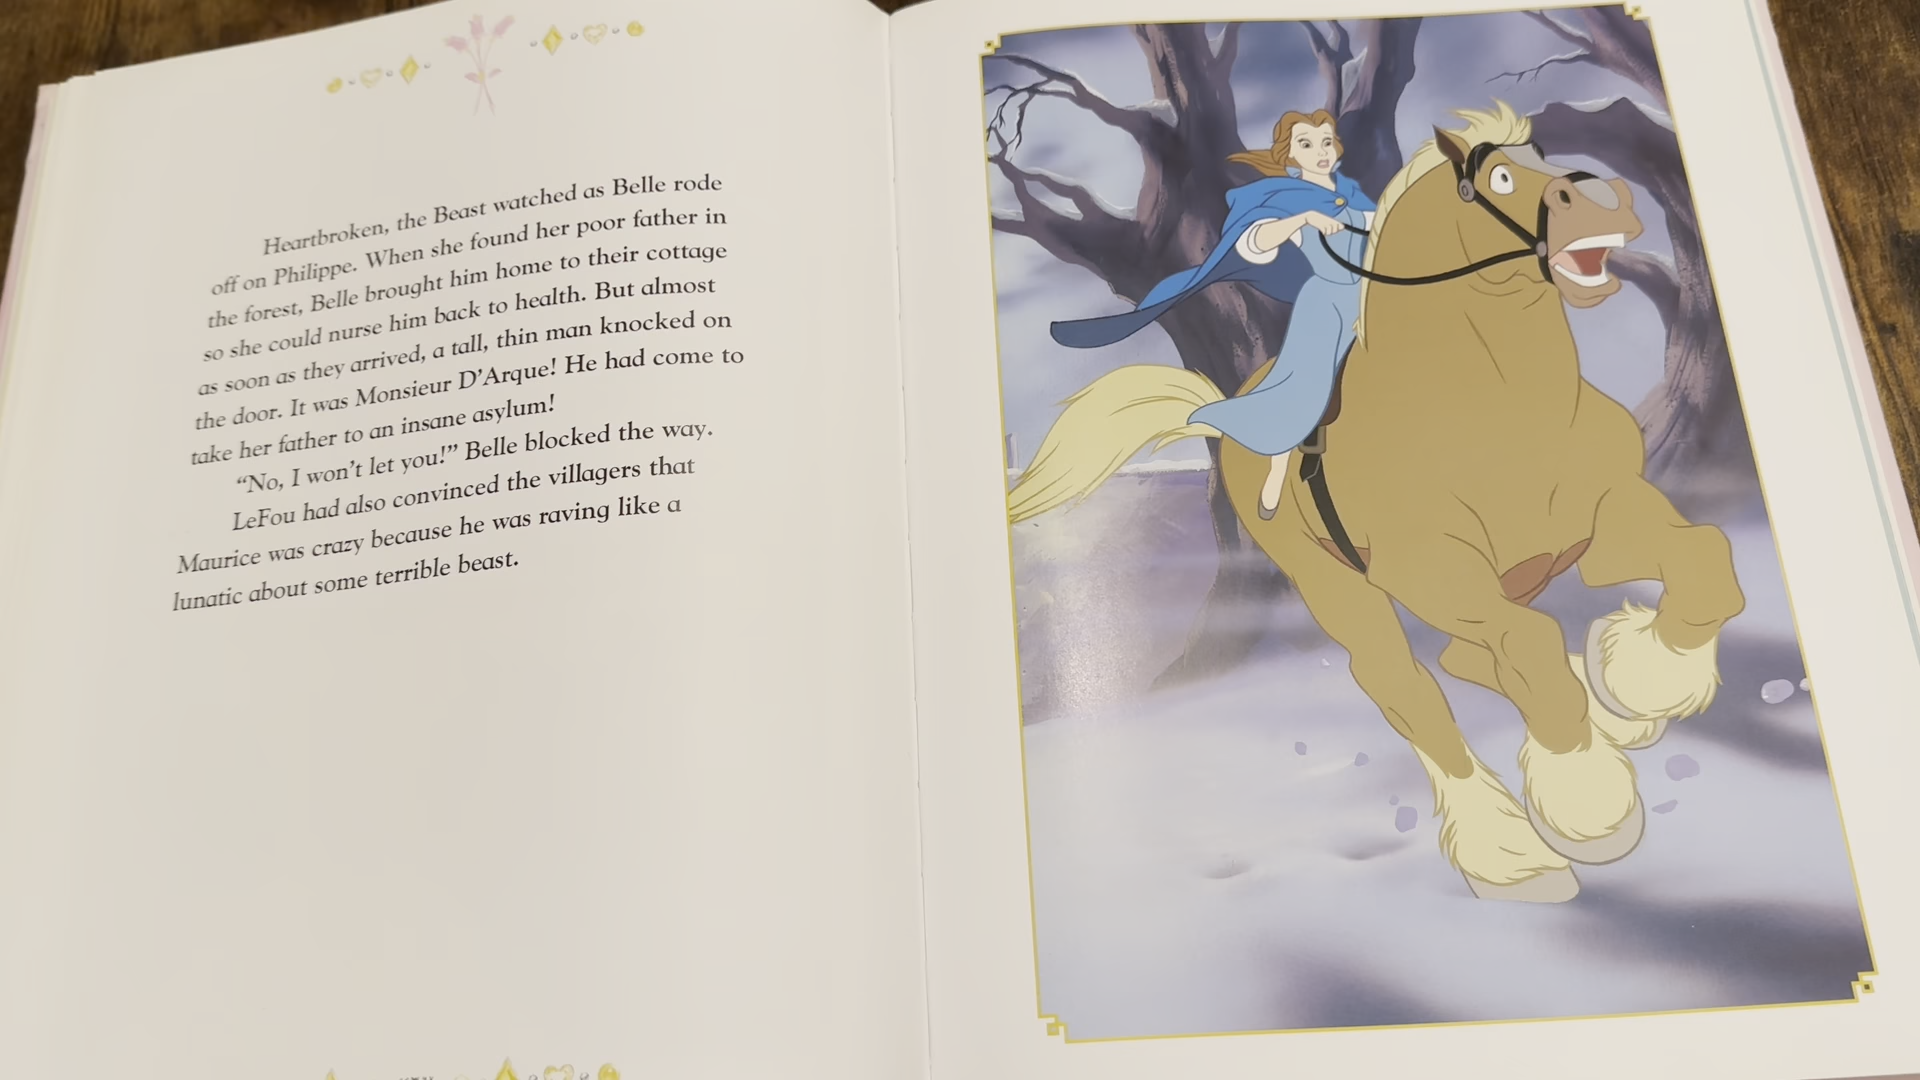 Heartbroken, the Beast watched as Belle rode
off on Philippe. When she found her poor father in
the forest, Belle brought him home to their cottage
so she could nurse him back to health. But almost
as soon as they arrived, a tall, thin man knocked on
the door. It was Monsieur D’Arque! He had come to
take her father to an insane asylum!
“No, I won’t let you!” Belle blocked the way.
LeFou had also convinced the villagers that
Maurice was crazy because he was raving like a
lunatic about some terrible beast.